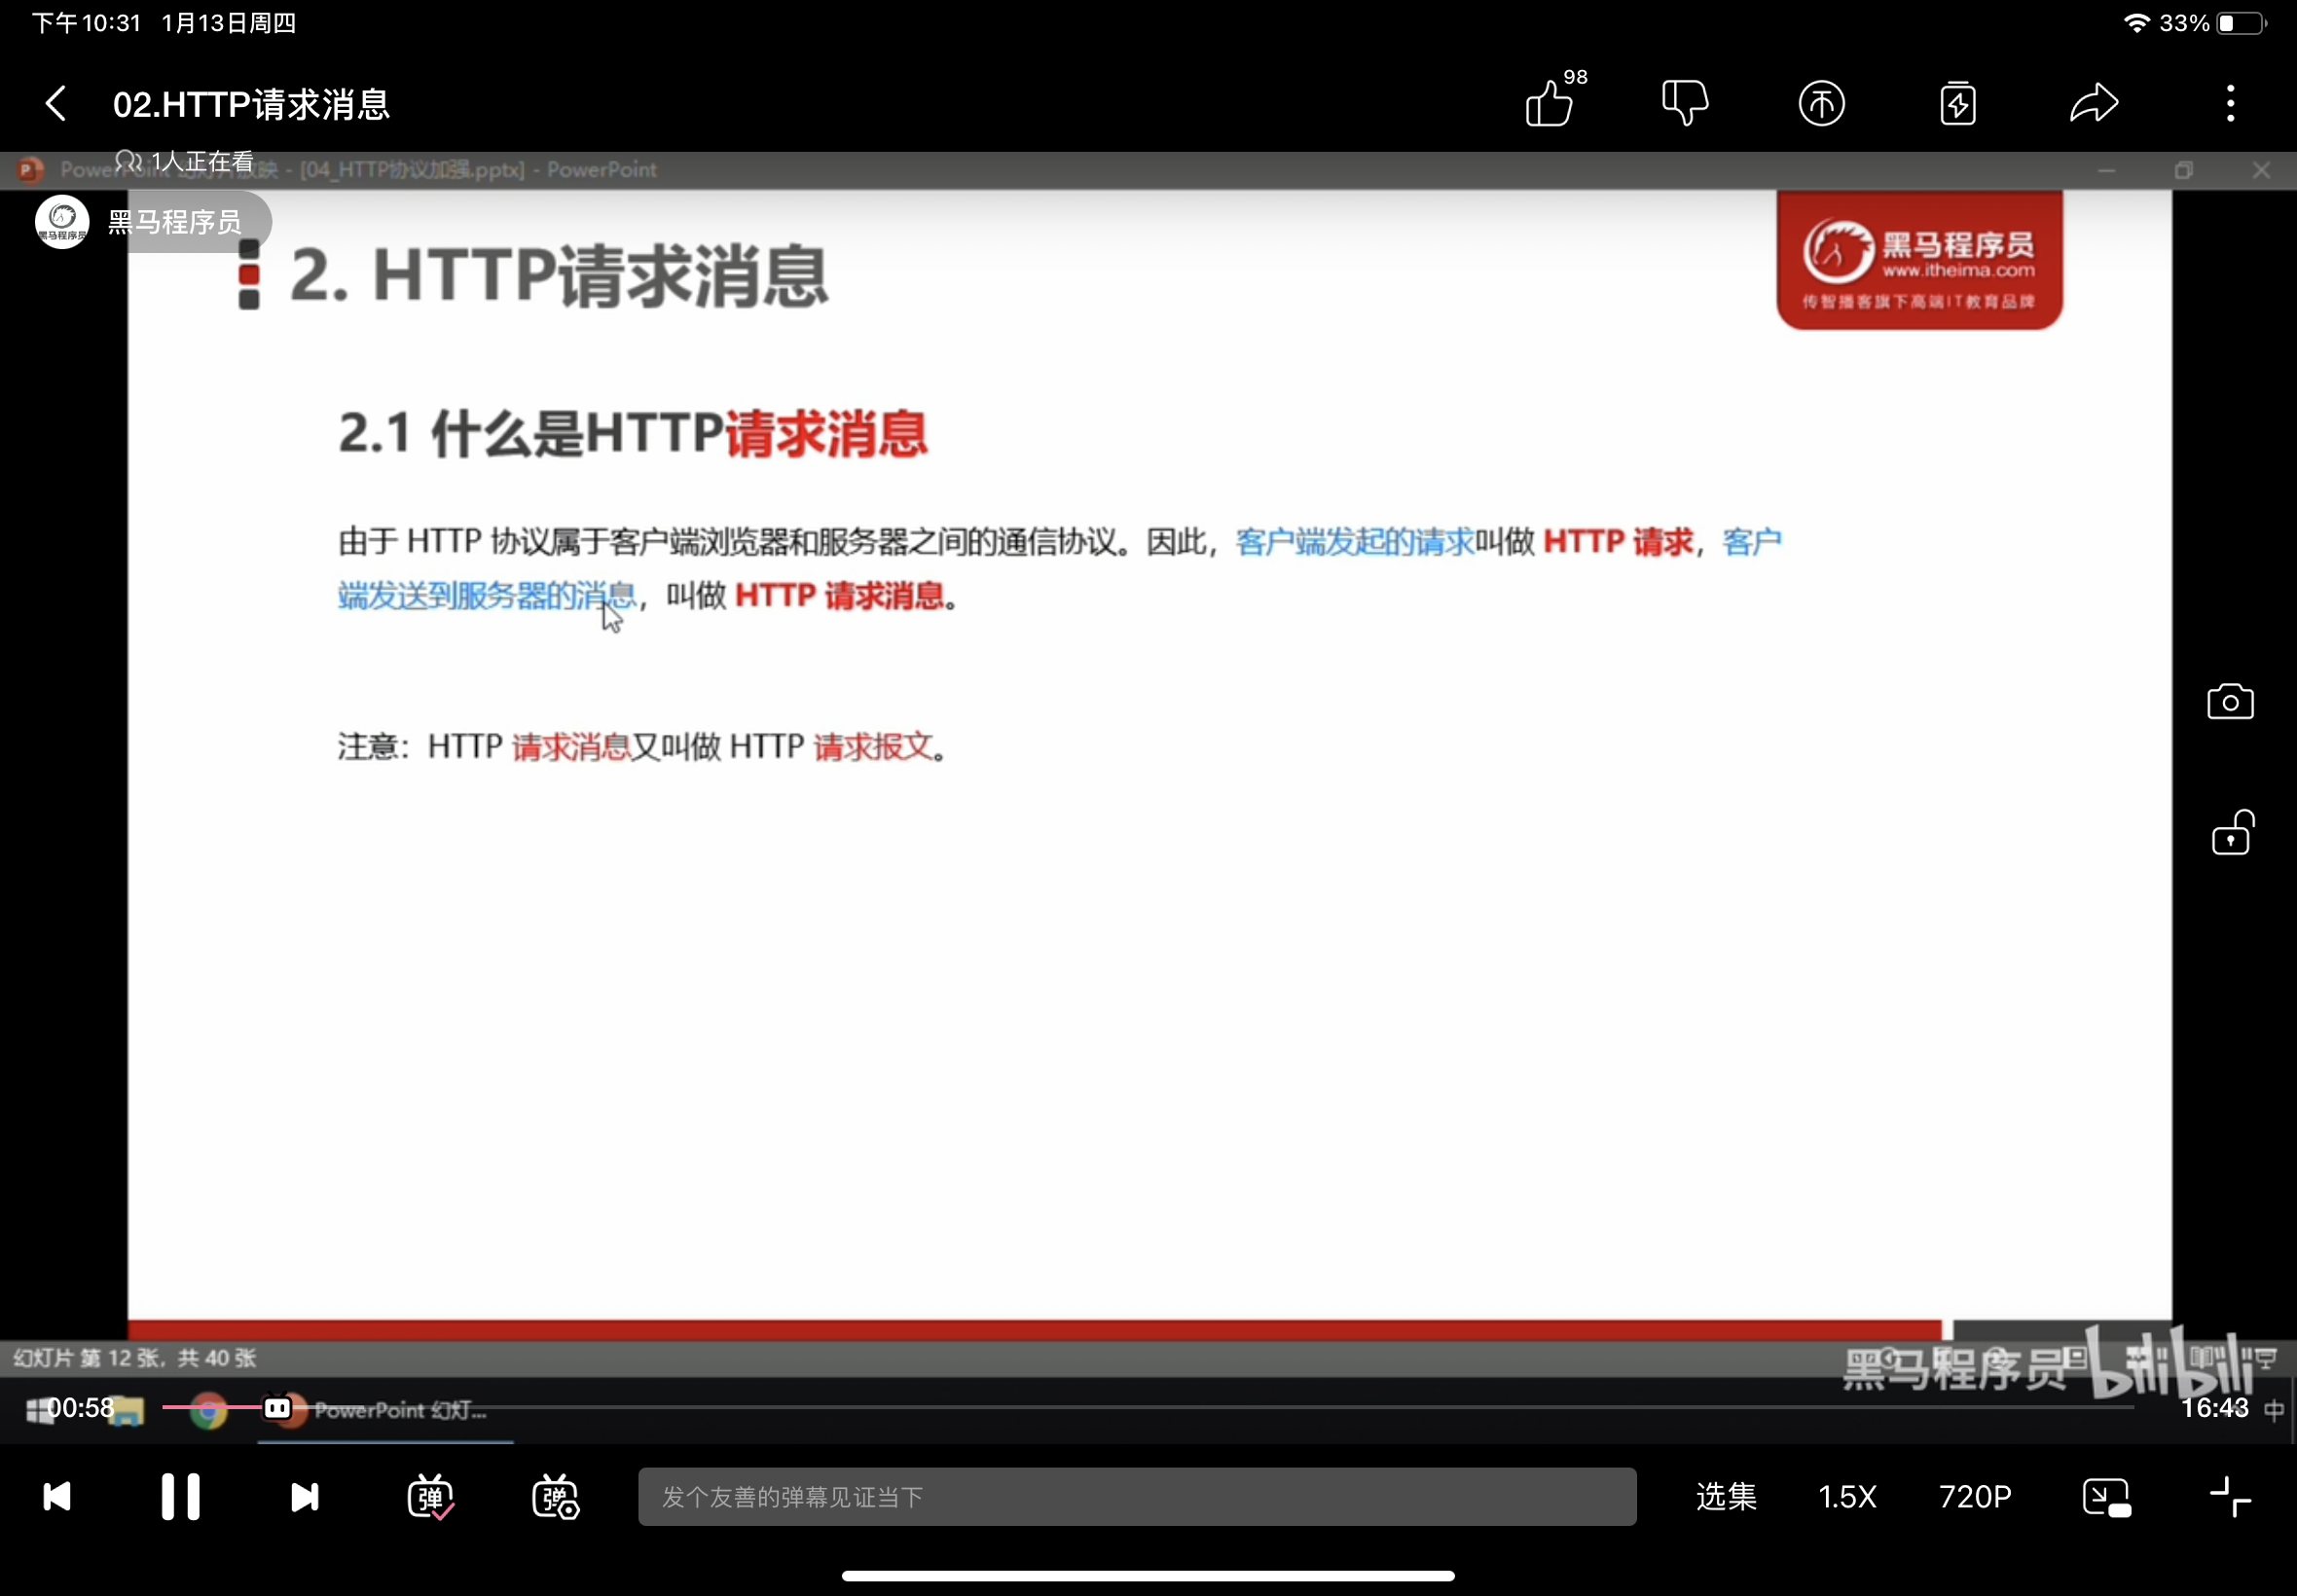 下午10:31 1月13日周四
33%
02.HTTP请求消息
98
1人正在看
[04_HTTP协议加强.pptx] - PowerPoint
黑马程序员
黑马程序员
2. HTTP请求消息
黑马程序员
www.itheima.com
传智播客旗下高端IT教育品牌
2.1 什么是HTTP请求消息
由于 HTTP 协议属于客户端浏览器和服务器之间的通信协议。因此，客户端发起的请求叫做 HTTP 请求，客户
端发送到服务器的消息，叫做 HTTP 请求消息。
注意：HTTP 请求消息又叫做 HTTP 请求报文。
幻灯片 第 12 张，共 40 张
黑马程序员 bilibili
00:58
PowerPoint 幻灯...
16:43
中
弹
弹
发个友善的弹幕见证当下
选集
1.5X
720P